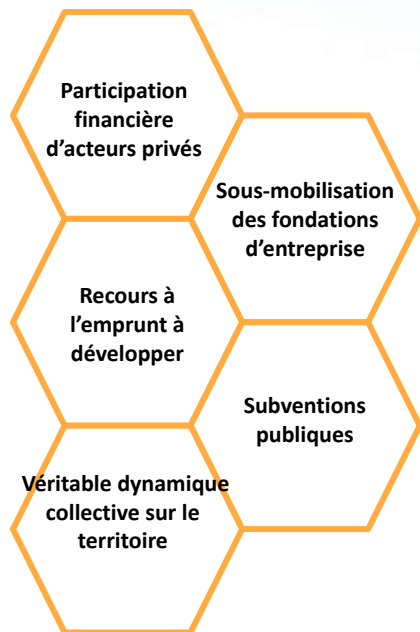 Participation
financière
d'acteurs privés
Sous-mobilisation
des fondations
d'entreprise
Recours à
l'emprunt à
développer
Subventions
publiques
Véritable dynamique
collective sur le
territoire